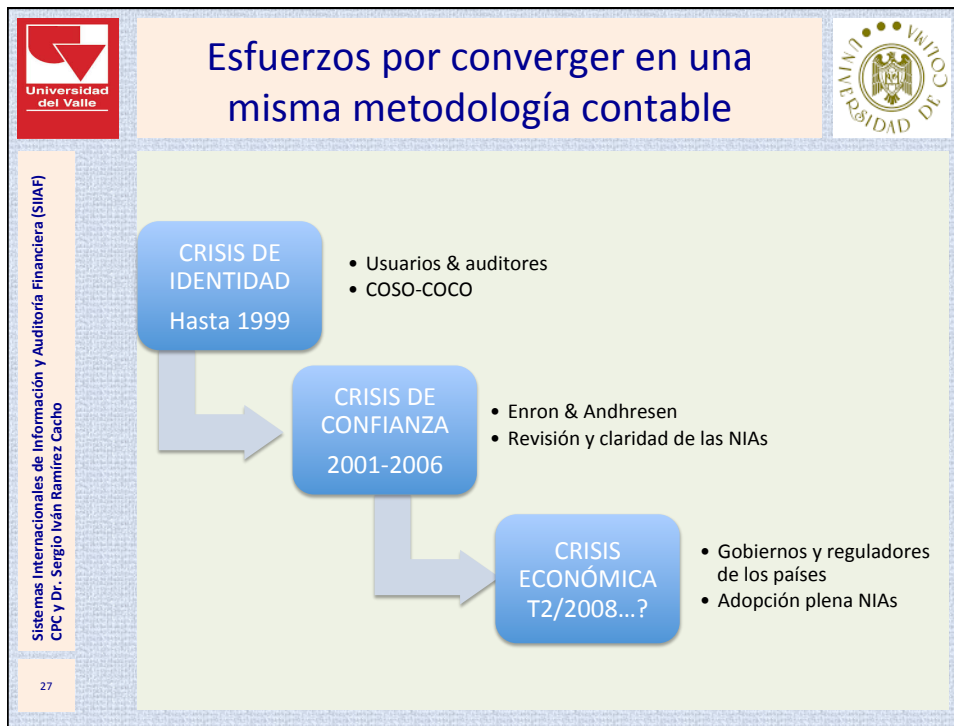 Universidad
del Valle
Esfuerzos por converger en una
misma metodología contable
UNIVERSIDAD DE COLIMA
Sistemas Internacionales de Información y Auditoría Financiera (SIIAF)
CPC y Dr. Sergio Iván Ramírez Cacho
CRISIS DE
IDENTIDAD
Hasta 1999
• Usuarios & auditores
• COSO-COCO
CRISIS DE
CONFIANZA
2001-2006
• Enron & Andhresen
• Revisión y claridad de las NIAs
CRISIS
ECONÓMICA
T2/2008...?
• Gobiernos y reguladores
de los países
• Adopción plena NIAs
27